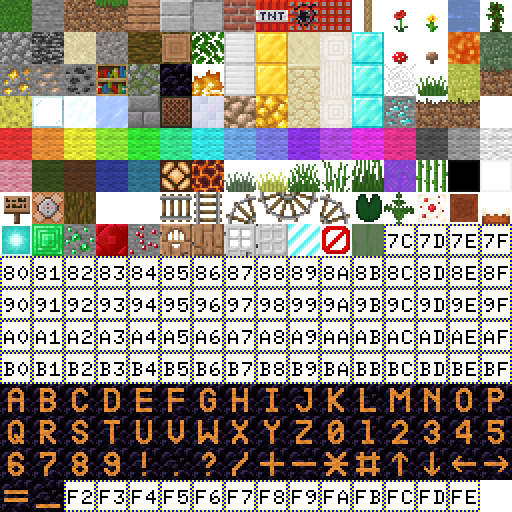 TNT
7C 7D 7E 7F
80 81 82 83 84 85 86 87 88 89 8A 8B 8C 8D 8E 8F
90 91 92 93 94 95 96 97 98 99 9A 9B 9C 9D 9E 9F
A0 A1 A2 A3 A4 A5 A6 A7 A8 A9 AA AB AC AD AE AF
B0 B1 B2 B3 B4 B5 B6 B7 B8 B9 BA BB BC BD BE BF
A B C D E F G H I J K L M N O P
Q R S T U V W X Y Z 0 1 2 3 4 5
6 7 8 9 ! . ? / + - * # ↑ ↓ ← →
= _ F2 F3 F4 F5 F6 F7 F8 F9 FA FB FC FD FE